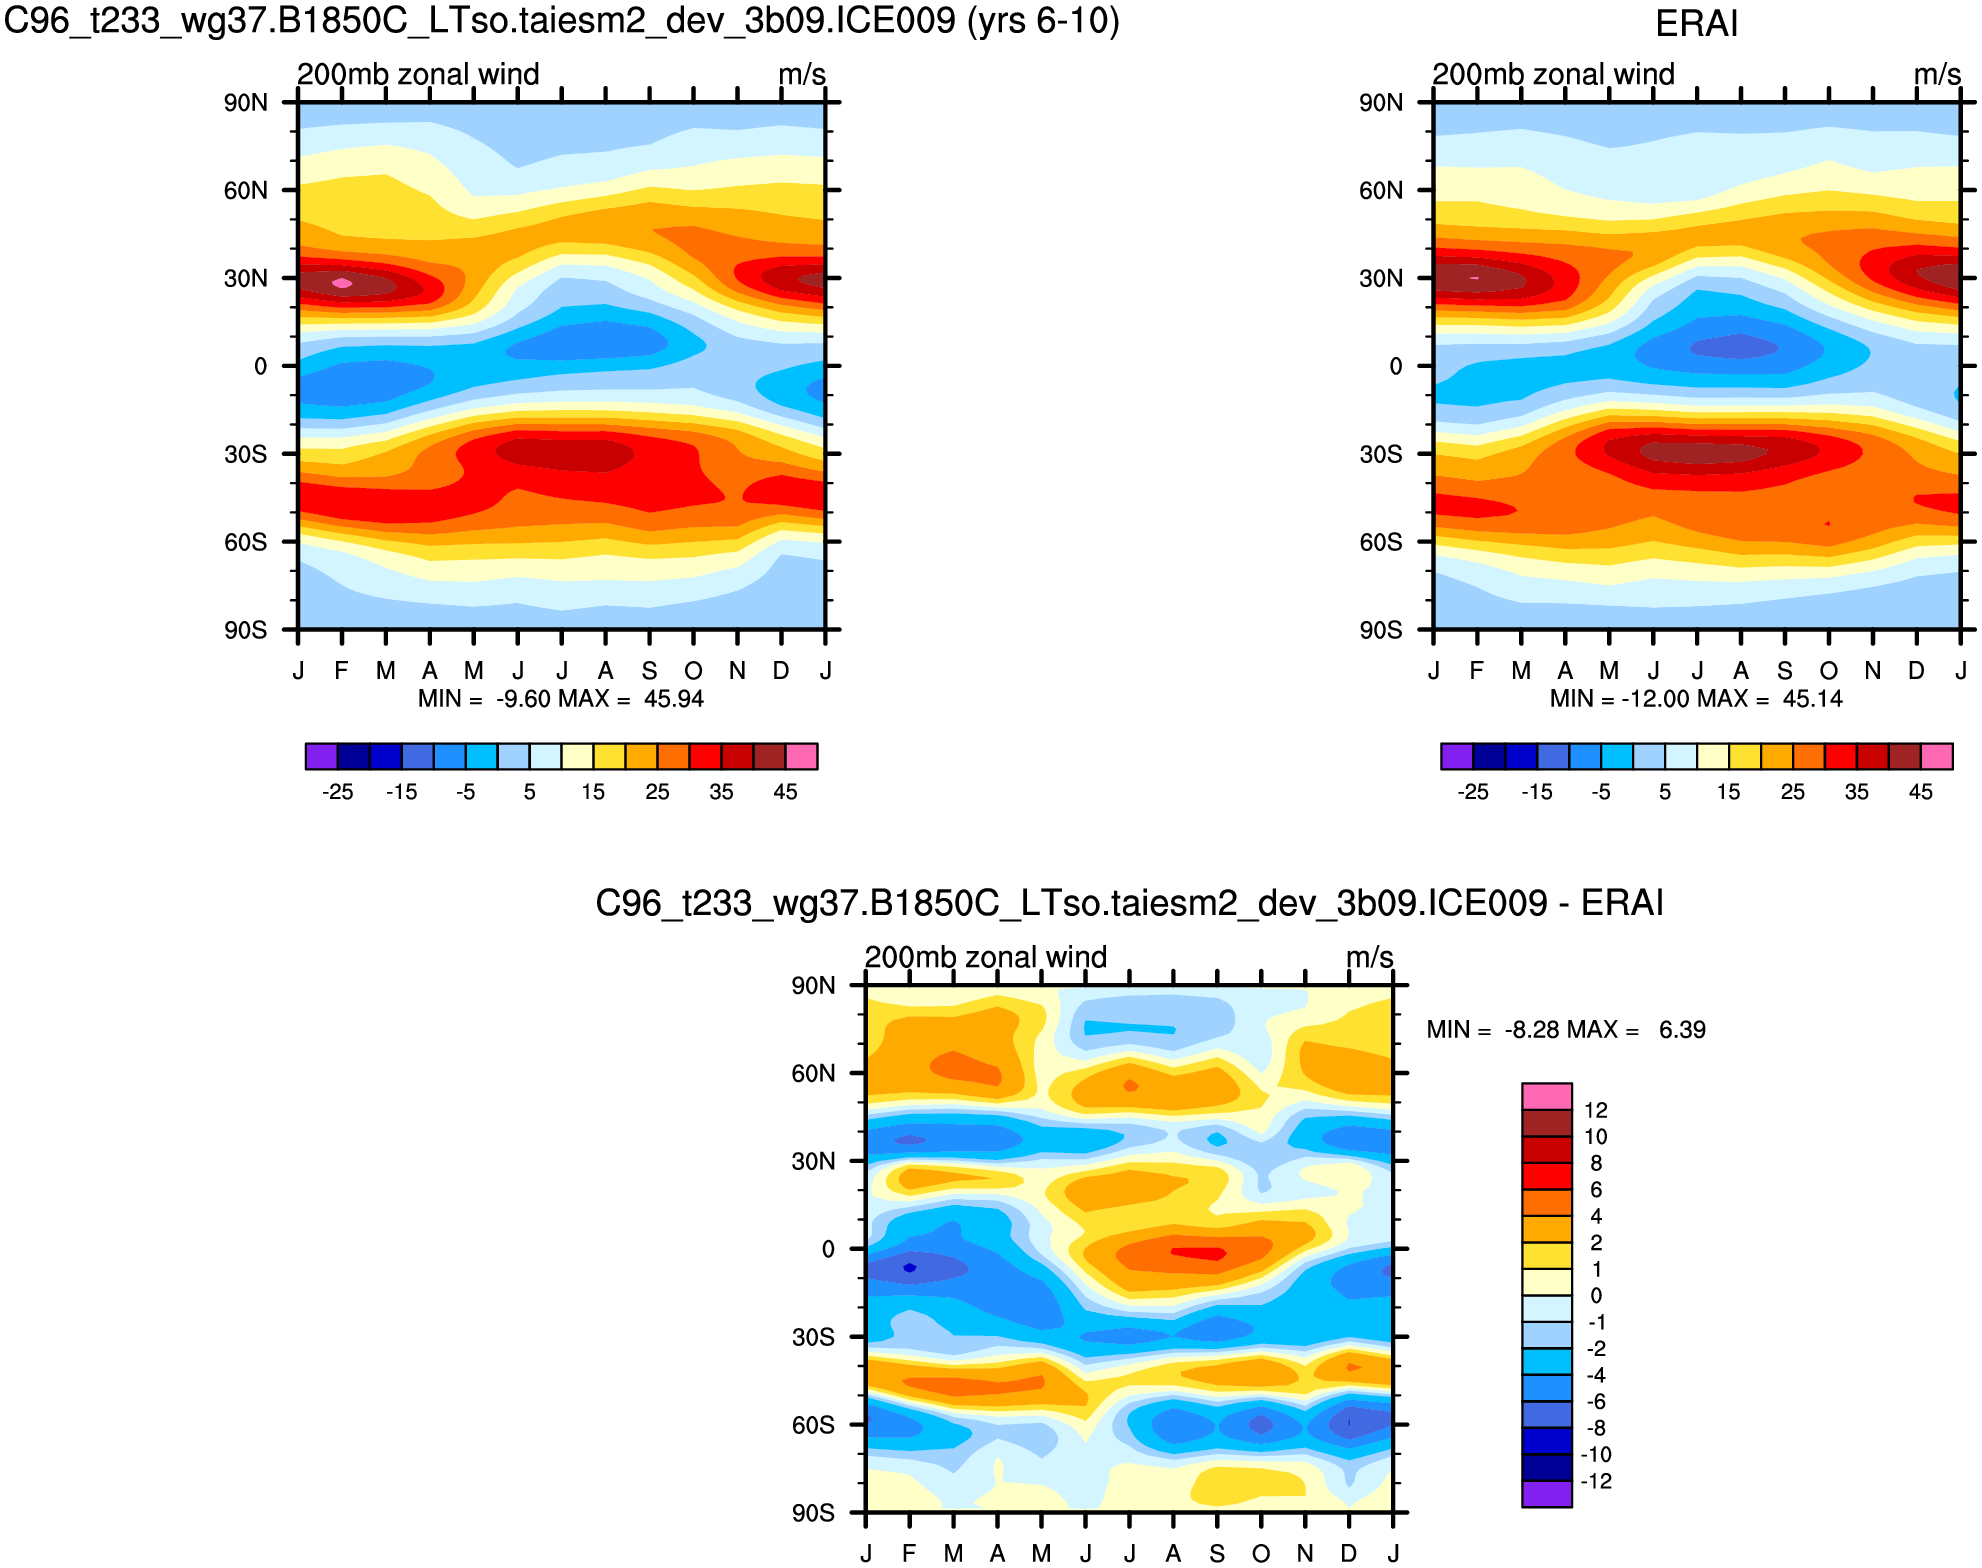 C96_t233_wg37.B1850C_LTso.taiesm2_dev_3b09.ICE009 (yrs 6-10)
200mb zonal wind m/s
90N
60N
30N
0
30S
60S
90S
J F M A M J J A S O N D J
MIN = -9.60 MAX = 45.94
-25 -15 -5 5 15 25 35 45
ERAI
200mb zonal wind m/s
90N
60N
30N
0
30S
60S
90S
J F M A M J J A S O N D J
MIN = -12.00 MAX = 45.14
-25 -15 -5 5 15 25 35 45
C96_t233_wg37.B1850C_LTso.taiesm2_dev_3b09.ICE009 - ERAI
200mb zonal wind m/s
90N
60N
30N
0
30S
60S
90S
J F M A M J J A S O N D J
MIN = -8.28 MAX = 6.39
12
10
8
6
4
2
1
0
-1
-2
-4
-6
-8
-10
-12